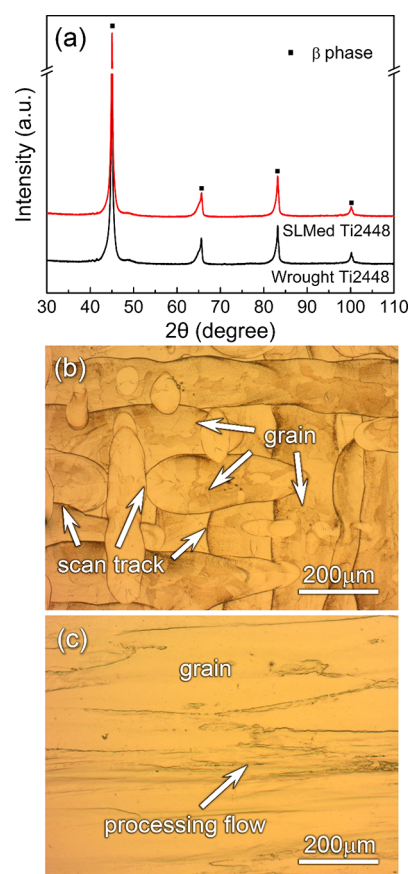 (a)
■ β phase
Intensity (a.u.)
SLMed Ti2448
Wrought Ti2448
30 40 50 60 70 80 90 100 110
2θ (degree)
(b)
grain
scan track
200μm
(c)
grain
processing flow
200μm